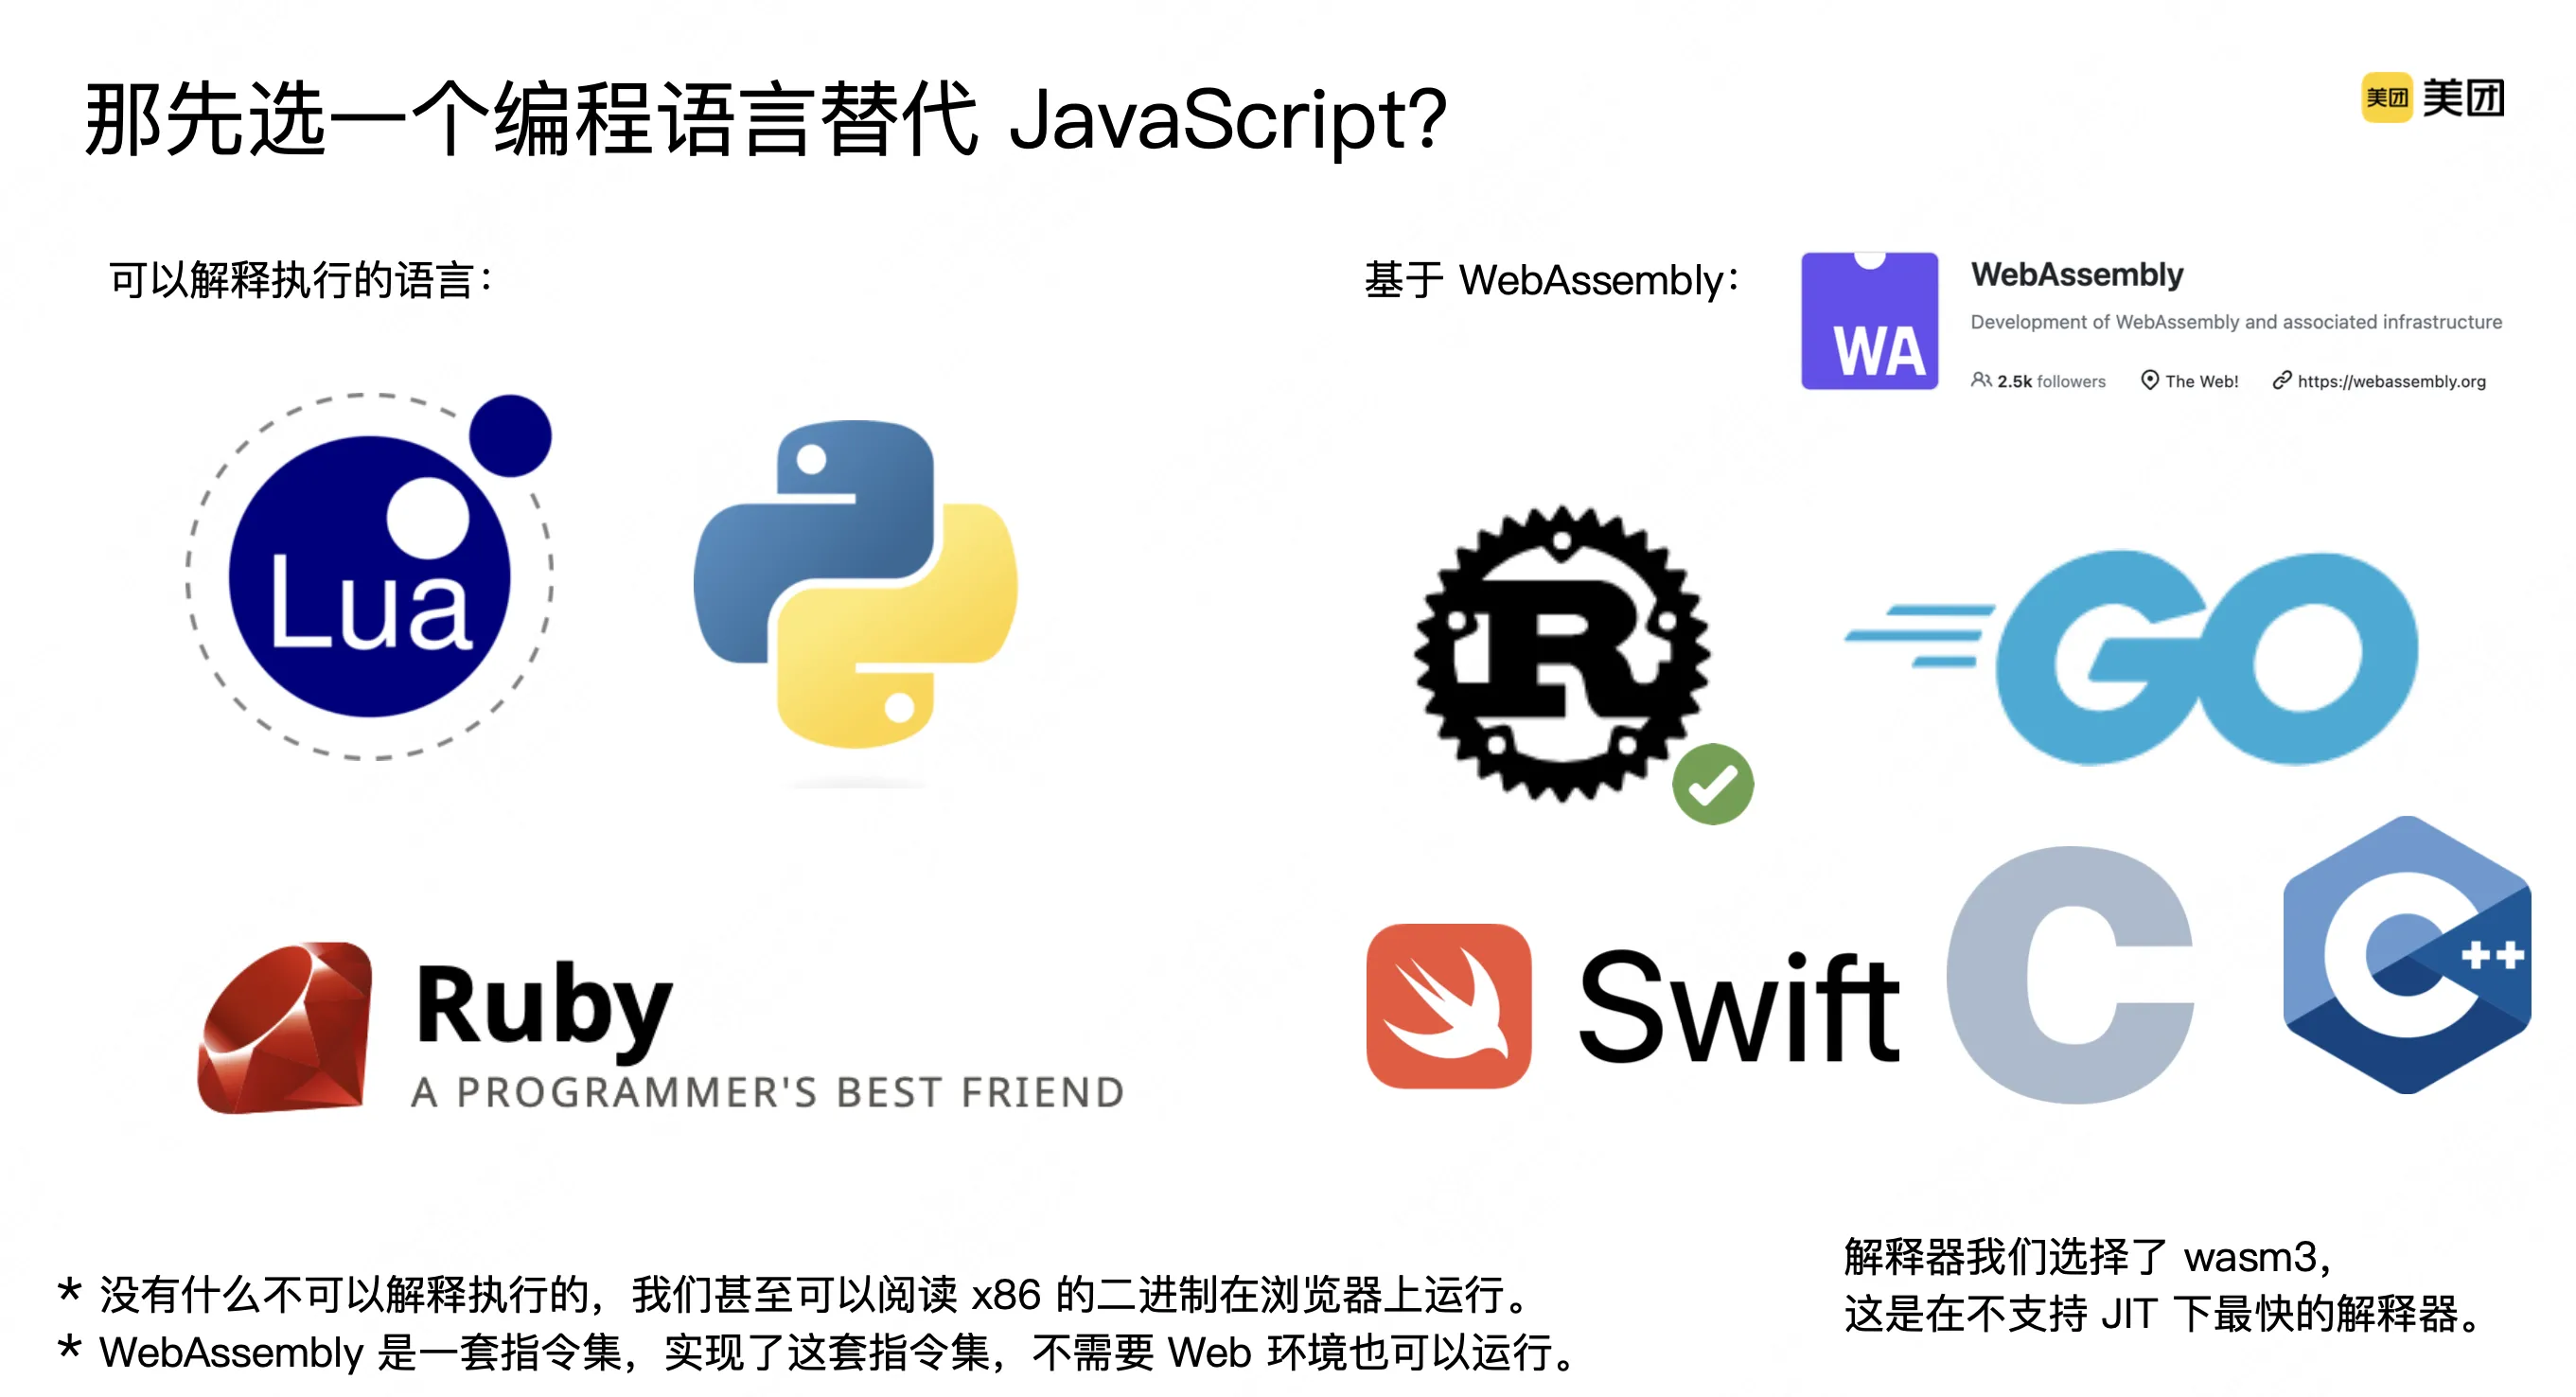 那先选一个编程语言替代 JavaScript?
美团 美团
可以解释执行的语言：
基于 WebAssembly：
WA
WebAssembly
Development of WebAssembly and associated infrastructure
2.5k followers The Web! https://webassembly.org
Lua
R
GO
Ruby
A PROGRAMMER'S BEST FRIEND
Swift
C
C++
解释器我们选择了 wasm3，
这是在不支持 JIT 下最快的解释器。
* 没有什么不可以解释执行的，我们甚至可以阅读 x86 的二进制在浏览器上运行。
* WebAssembly 是一套指令集，实现了这套指令集，不需要 Web 环境也可以运行。